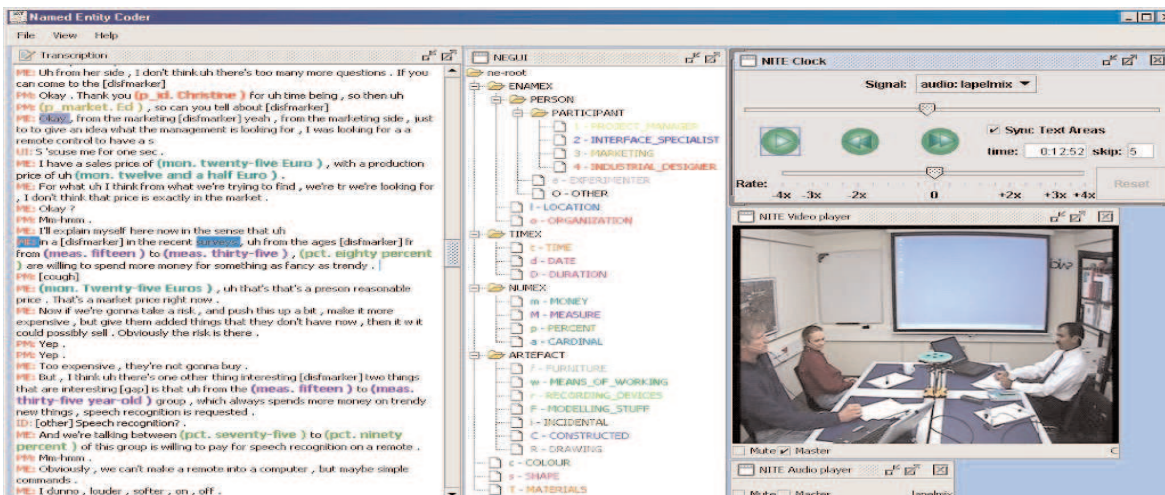 Named Entity Coder
File View Help
Transcription
ME: Uh from her side , I don't think uh there's too many more questions . If you
can come to the [disfmarker]
PM: Okay . Thank you (p_id. Christine ) for uh time being , so then uh
PM: (p_market. Ed ) , so can you tell about [disfmarker]
ME: Okay , from the marketing [disfmarker] yeah , from the marketing side , just
to to give an idea what the management is looking for , I was looking for a a
remote control to have a s
UI: S 'scuse me for one sec .
ME: I have a sales price of (mon. twenty-five Euro ) , with a production
price of uh (mon. twelve and a half Euro ) .
ME: For what uh I think from what we're trying to find , we're tr we're looking for
, I don't think that price is exactly in the market .
ME: Okay ?
PM: Mm-hmm .
ME: I'll explain myself here now in the sense that uh
ME: in a [disfmarker] in the recent surveys , uh from the ages [disfmarker] fr
from (meas. fifteen ) to (meas. thirty-five ) , (pct. eighty percent
) are willing to spend more money for something as fancy as trendy .
PM: [cough]
ME: (mon. Twenty-five Euros ) , uh that's that's a preson reasonable
price . That's a market price right now .
ME: Now if we're gonna take a risk , and push this up a bit , make it more
expensive , but give them added things that they don't have now , then it w it
could possibly sell . Obviously the risk is there .
PM: Yep .
PM: Yep .
ME: Too expensive , they're not gonna buy .
ME: But , I think uh there's one other thing interesting [disfmarker] two things
that are interesting [gap] is that uh from the (meas. fifteen ) to (meas.
thirty-five year-old ) group , which always spends more money on trendy
new things , speech recognition is requested .
ID: [other] Speech recognition? .
ME: And we're talking between (pct. seventy-five ) to (pct. ninety
percent ) of this group is willing to pay for speech recognition on a remote .
PM: Mm-hmm .
ME: Obviously , we can't make a remote into a computer , but maybe simple
commands .
ME: I dunno , louder , softer , on , off .
NEGUI
ne-root
ENAMEX
PERSON
PARTICIPANT
1 - PROJECT_MANAGER
2 - INTERFACE_SPECIALIST
3 - MARKETING
4 - INDUSTRIAL_DESIGNER
e - EXPERIMENTER
O - OTHER
l - LOCATION
o - ORGANIZATION
TIMEX
t - TIME
d - DATE
D - DURATION
NUMEX
m - MONEY
M - MEASURE
p - PERCENT
a - CARDINAL
ARTEFACT
f - FURNITURE
w - MEANS_OF_WORKING
r - RECORDING_DEVICES
F - MODELLING_STUFF
i - INCIDENTAL
C - CONSTRUCTED
R - DRAWING
c - COLOUR
s - SHAPE
T - MATERIALS
NITE Clock
Signal: audio: lapelmix
Sync Text Areas
time: 0:12:52 skip: 5
Rate:
-4x -3x -2x 0 +2x +3x +4x
Reset
NITE Video player
Mute Master
NITE Audio player
Mute Master lapelmix